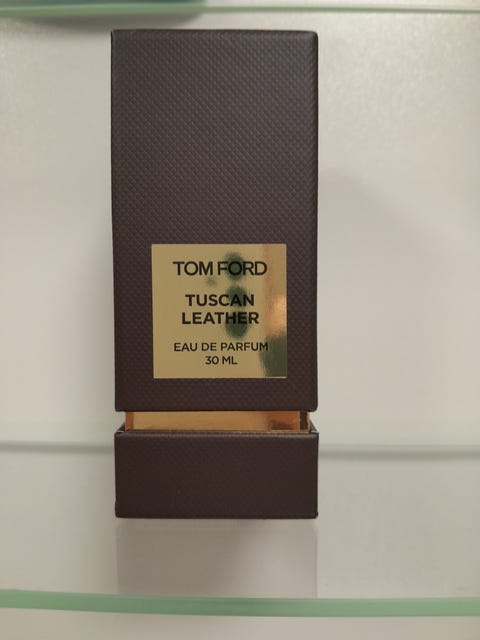 TOM FORD
TUSCAN
LEATHER
EAU DE PARFUM
30 ML